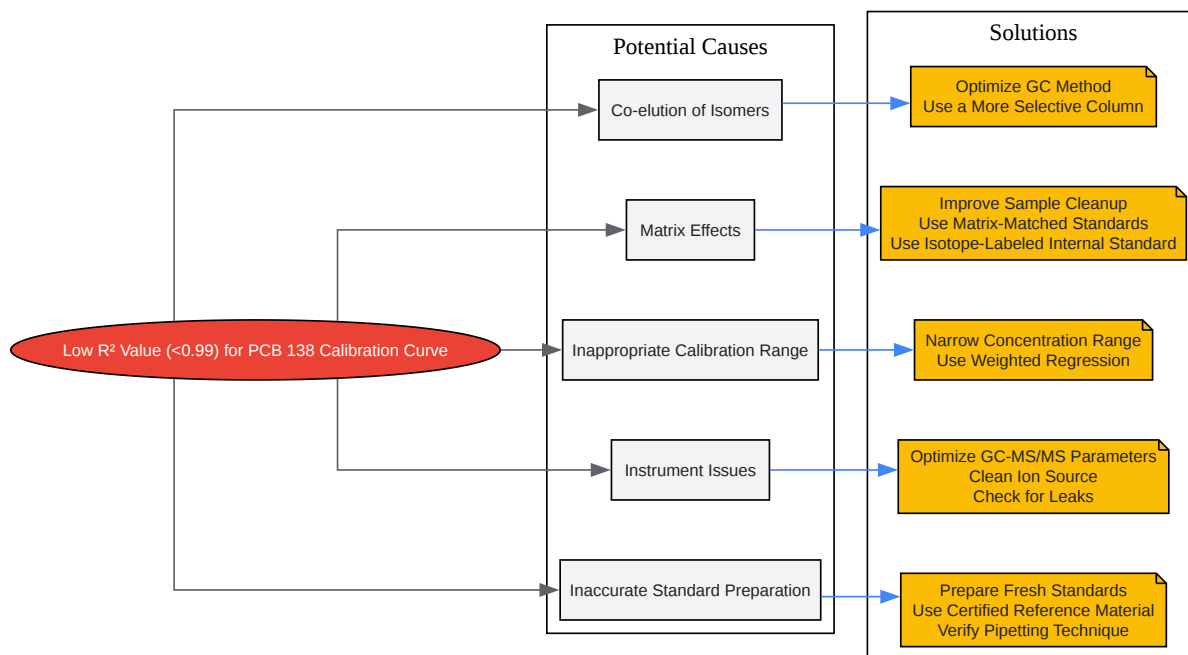 Potential Causes
Solutions
Co-elution of Isomers
Optimize GC Method
Use a More Selective Column
Matrix Effects
Improve Sample Cleanup
Use Matrix-Matched Standards
Use Isotope-Labeled Internal Standard
Low R² Value (<0.99) for PCB 138 Calibration Curve
Inappropriate Calibration Range
Narrow Concentration Range
Use Weighted Regression
Instrument Issues
Optimize GC-MS/MS Parameters
Clean Ion Source
Check for Leaks
Inaccurate Standard Preparation
Prepare Fresh Standards
Use Certified Reference Material
Verify Pipetting Technique